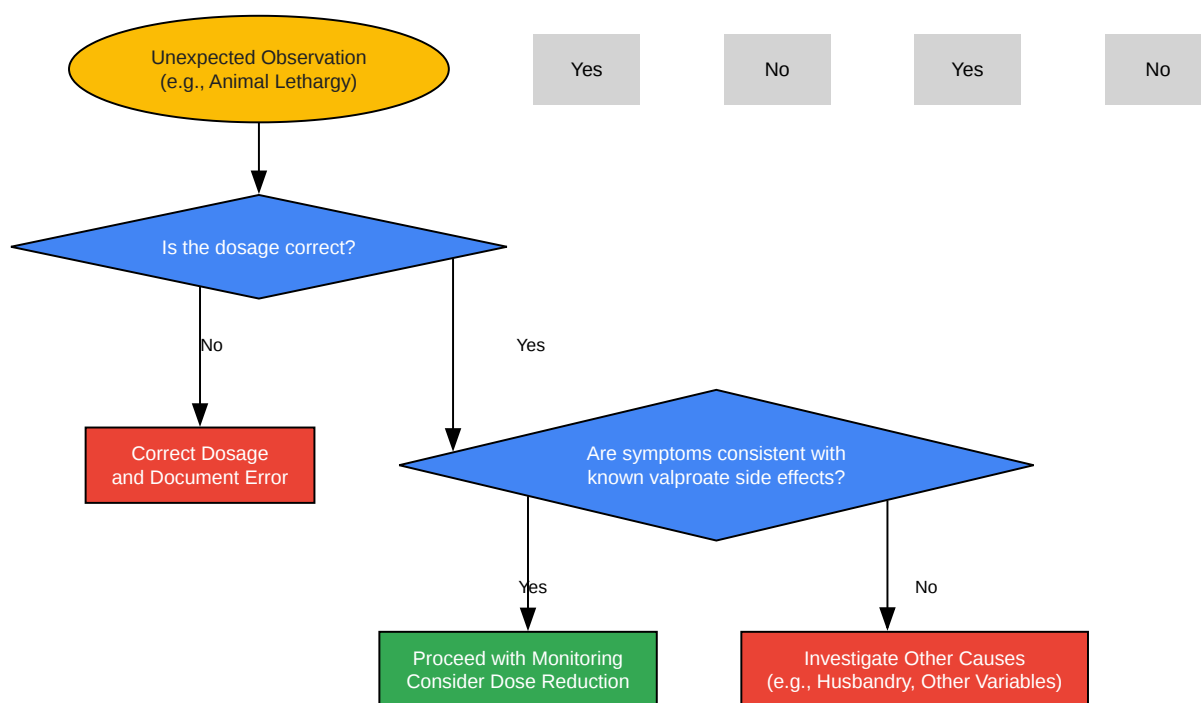 Unexpected Observation
(e.g., Animal Lethargy)
Yes
No
Yes
No
Is the dosage correct?
No
Yes
Correct Dosage
and Document Error
Are symptoms consistent with
known valproate side effects?
Yes
No
Proceed with Monitoring
Consider Dose Reduction
Investigate Other Causes
(e.g., Husbandry, Other Variables)